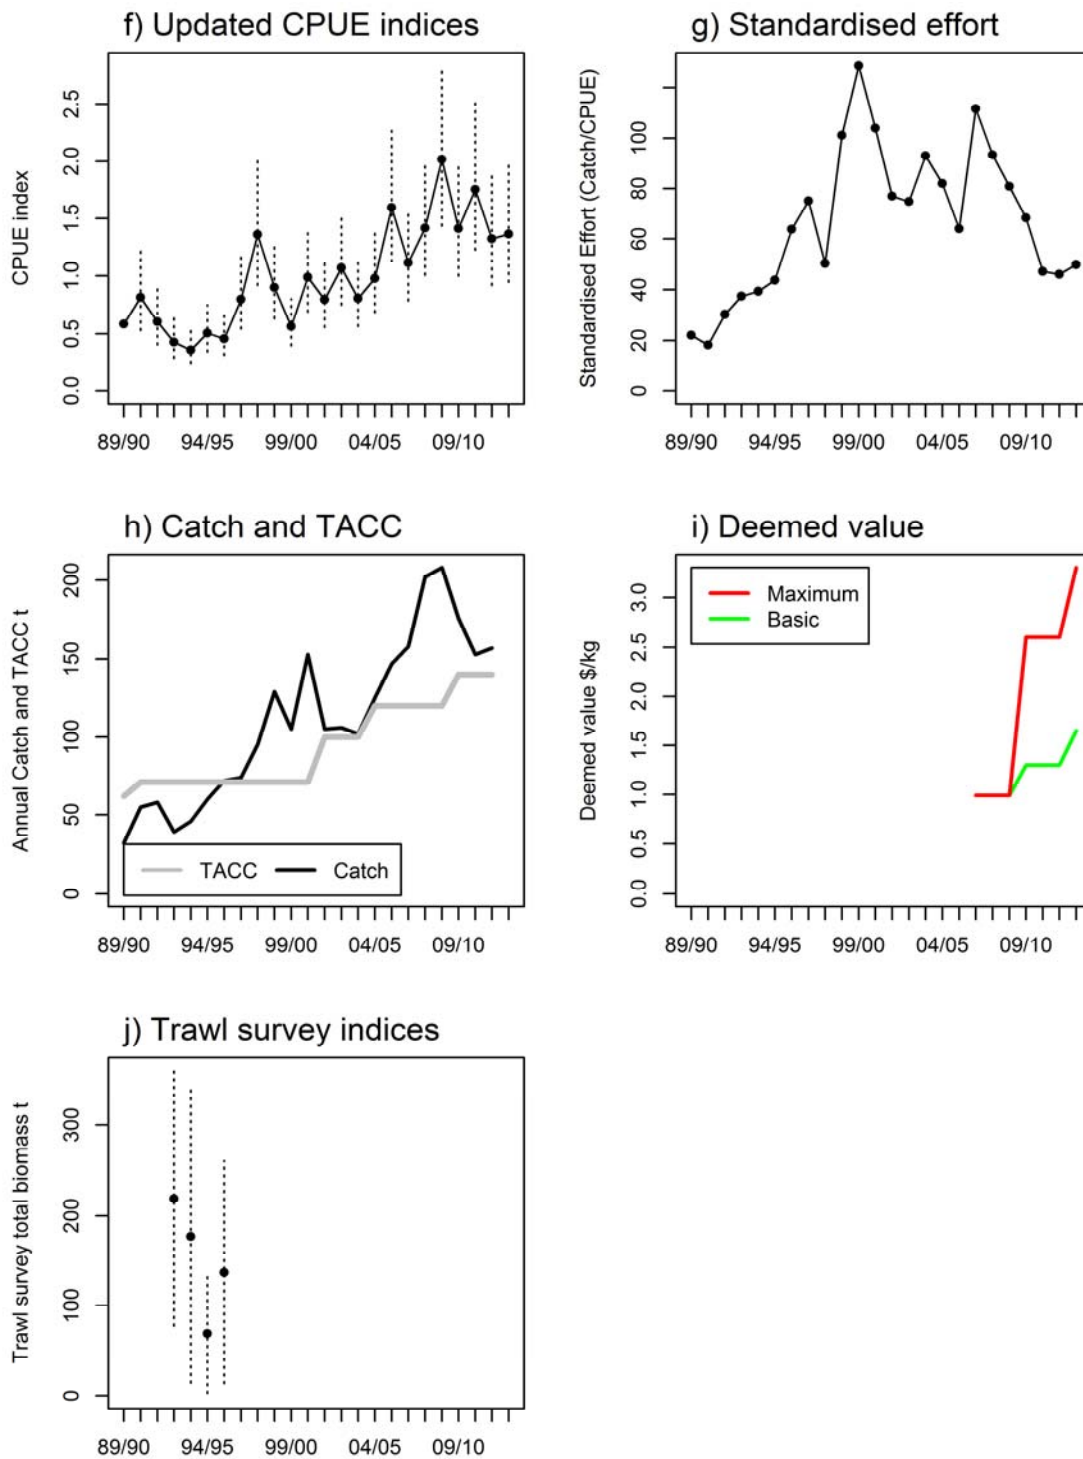 f) Updated CPUE indices
CPUE index
0.0 0.5 1.0 1.5 2.0 2.5
89/90 94/95 99/00 04/05 09/10
g) Standardised effort
Standardised Effort (Catch/CPUE)
0 20 40 60 80 100
89/90 94/95 99/00 04/05 09/10
h) Catch and TACC
Annual Catch and TACC t
0 50 100 150 200
TACC Catch
89/90 94/95 99/00 04/05 09/10
i) Deemed value
Deemed value $/kg
0.0 0.5 1.0 1.5 2.0 2.5 3.0
Maximum
Basic
89/90 94/95 99/00 04/05 09/10
j) Trawl survey indices
Trawl survey total biomass t
0 100 200 300
89/90 94/95 99/00 04/05 09/10